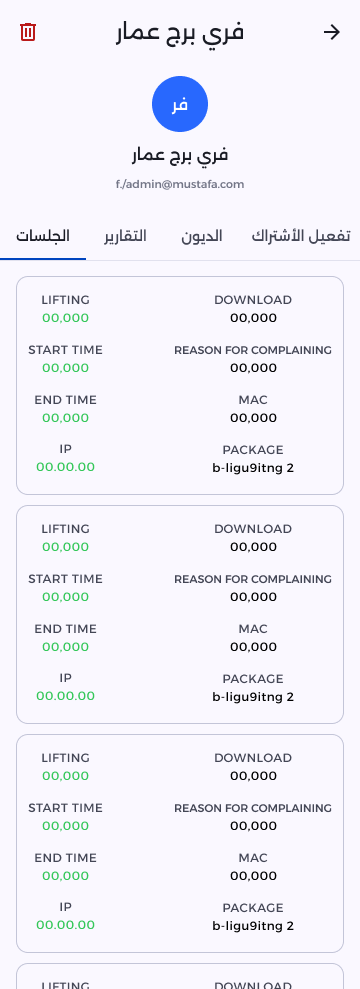 فري برج عمار
فر
فري برج عمار
f./admin@mustafa.com
تفعيل الأشتراك الديون التقارير الجلسات
LIFTING DOWNLOAD
00,000 00,000
START TIME REASON FOR COMPLAINING
00,000 00,000
END TIME MAC
00,000 00,000
IP PACKAGE
00.00.00 b-ligu9itng 2
LIFTING DOWNLOAD
00,000 00,000
START TIME REASON FOR COMPLAINING
00,000 00,000
END TIME MAC
00,000 00,000
IP PACKAGE
00.00.00 b-ligu9itng 2
LIFTING DOWNLOAD
00,000 00,000
START TIME REASON FOR COMPLAINING
00,000 00,000
END TIME MAC
00,000 00,000
IP PACKAGE
00.00.00 b-ligu9itng 2
LIFTING DOWNLOAD